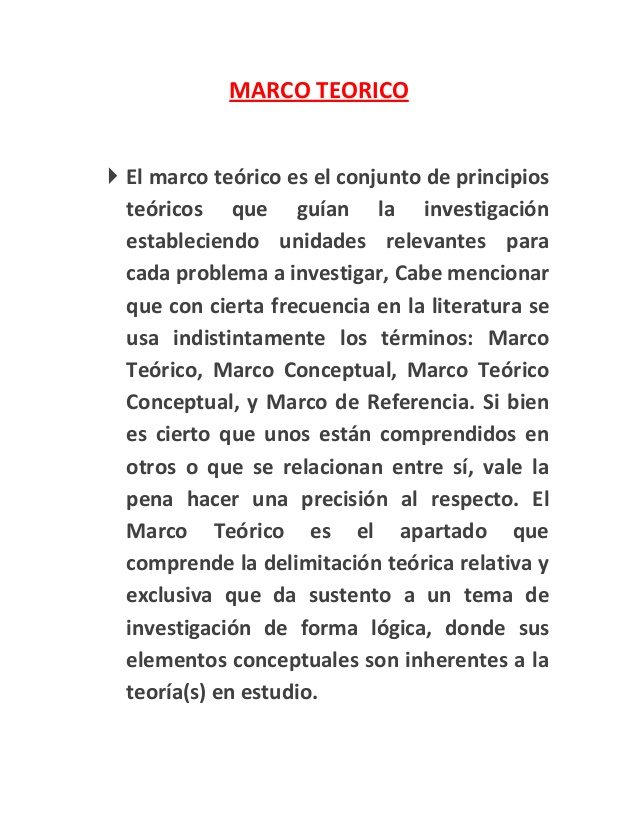 MARCO TEORICO
El marco teórico es el conjunto de principios
teóricos que guían la investigación
estableciendo unidades relevantes para
cada problema a investigar, Cabe mencionar
que con cierta frecuencia en la literatura se
usa indistintamente los términos: Marco
Teórico, Marco Conceptual, Marco Teórico
Conceptual, y Marco de Referencia. Si bien
es cierto que unos están comprendidos en
otros o que se relacionan entre sí, vale la
pena hacer una precisión al respecto. El
Marco Teórico es el apartado que
comprende la delimitación teórica relativa y
exclusiva que da sustento a un tema de
investigación de forma lógica, donde sus
elementos conceptuales son inherentes a la
teoría(s) en estudio.